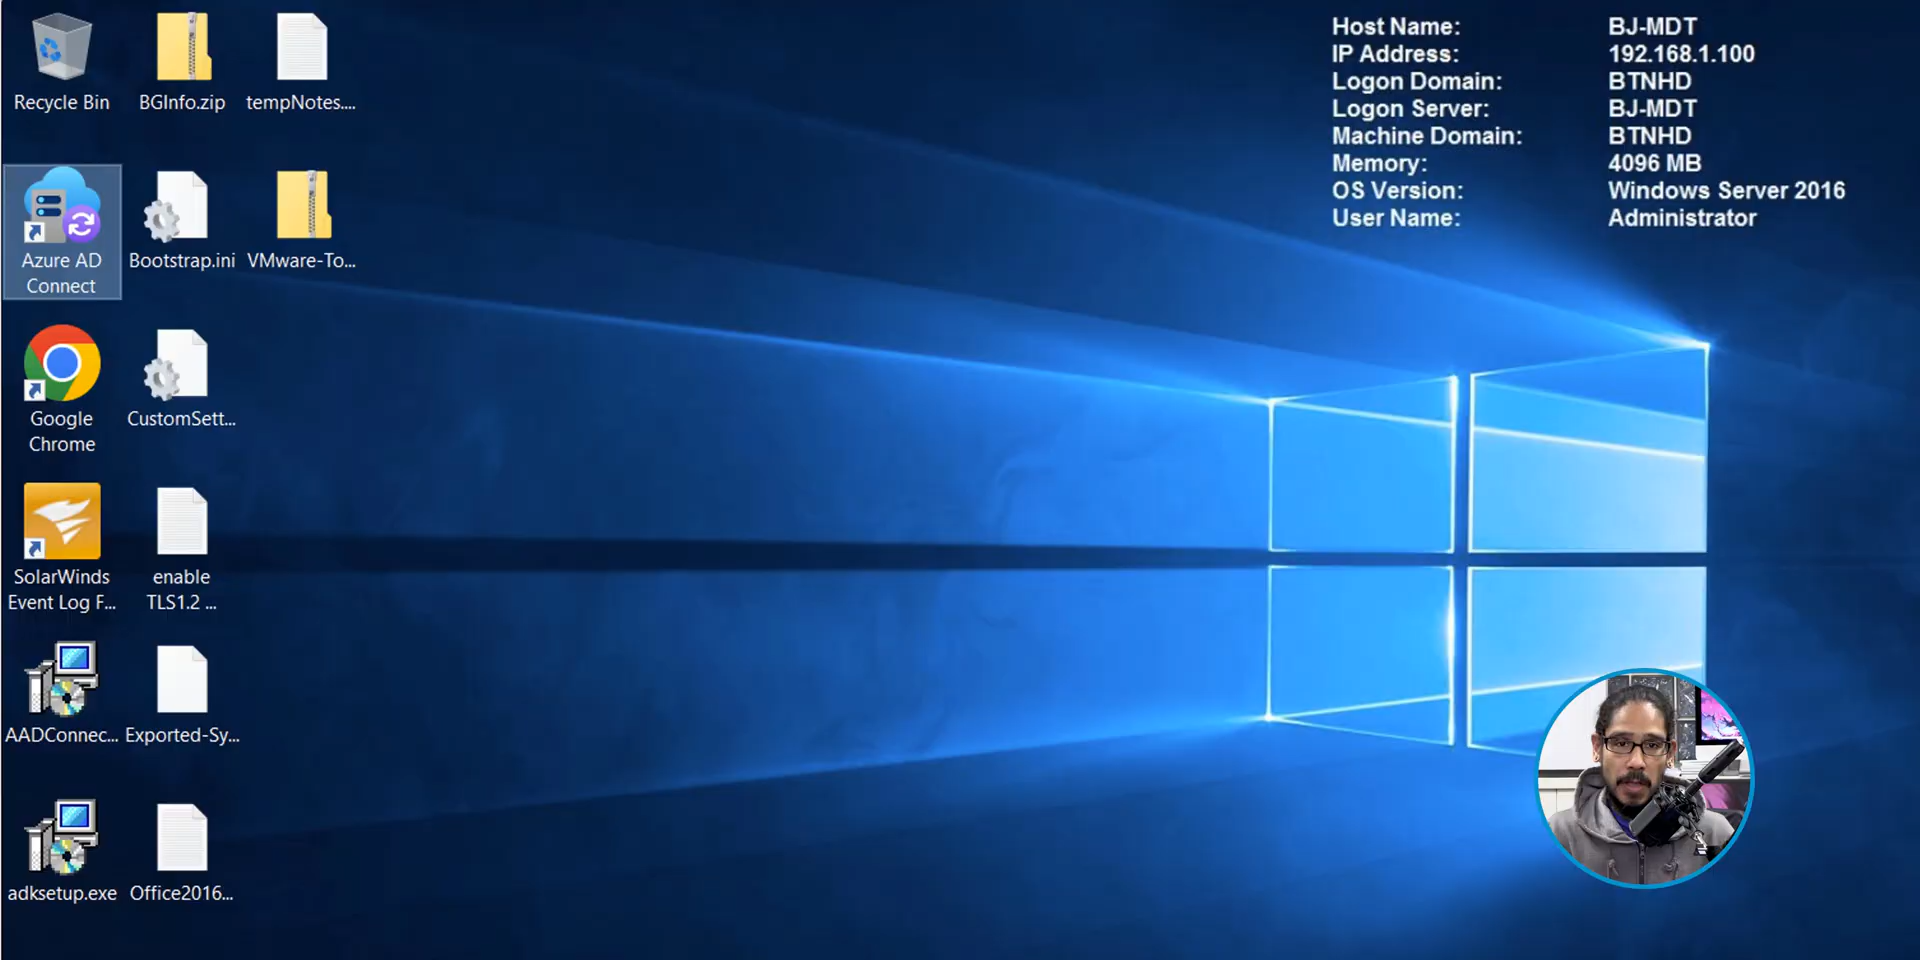 Recycle Bin
BGInfo.zip
tempNotes....
Azure AD
Connect
Bootstrap.ini
VMware-To...
Google
Chrome
CustomSett...
SolarWinds
Event Log F...
enable
TLS1.2 ...
AADConnec...
Exported-Sy...
adksetup.exe
Office2016...
Host Name: BJ-MDT
IP Address: 192.168.1.100
Logon Domain: BTNHD
Logon Server: BJ-MDT
Machine Domain: BTNHD
Memory: 4096 MB
OS Version: Windows Server 2016
User Name: Administrator